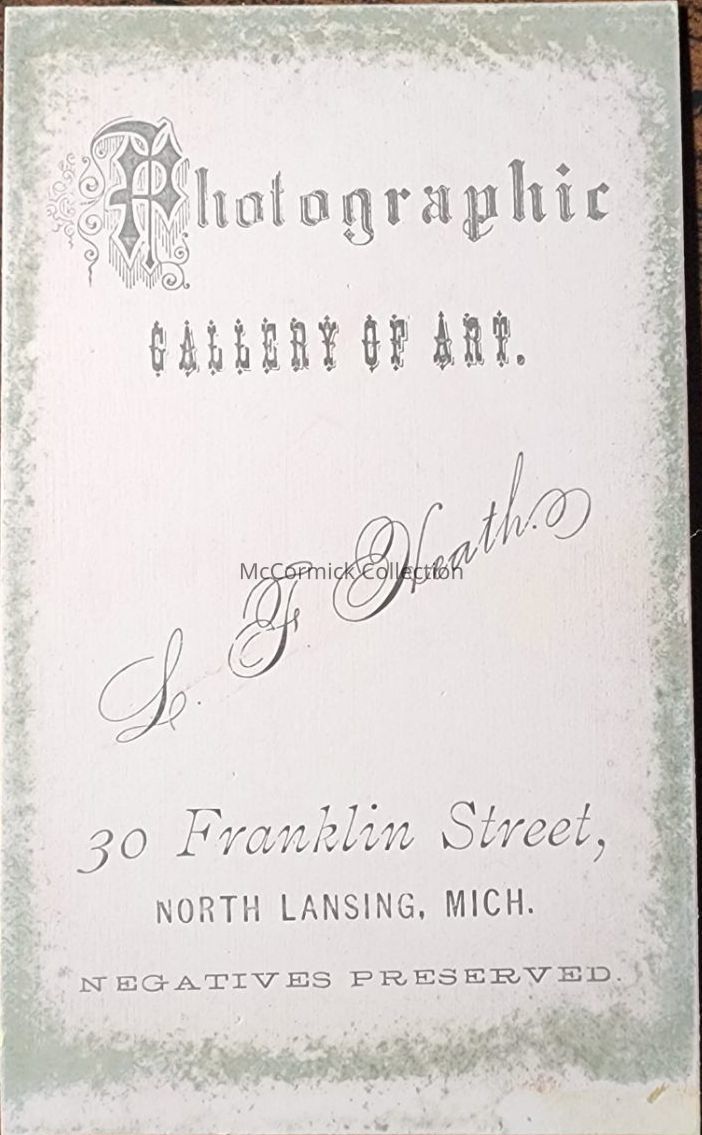 Photographic
GALLERY OF ART.
L. F. Heath.
McCormick Collection
30 Franklin Street,
NORTH LANSING, MICH.
NEGATIVES PRESERVED.